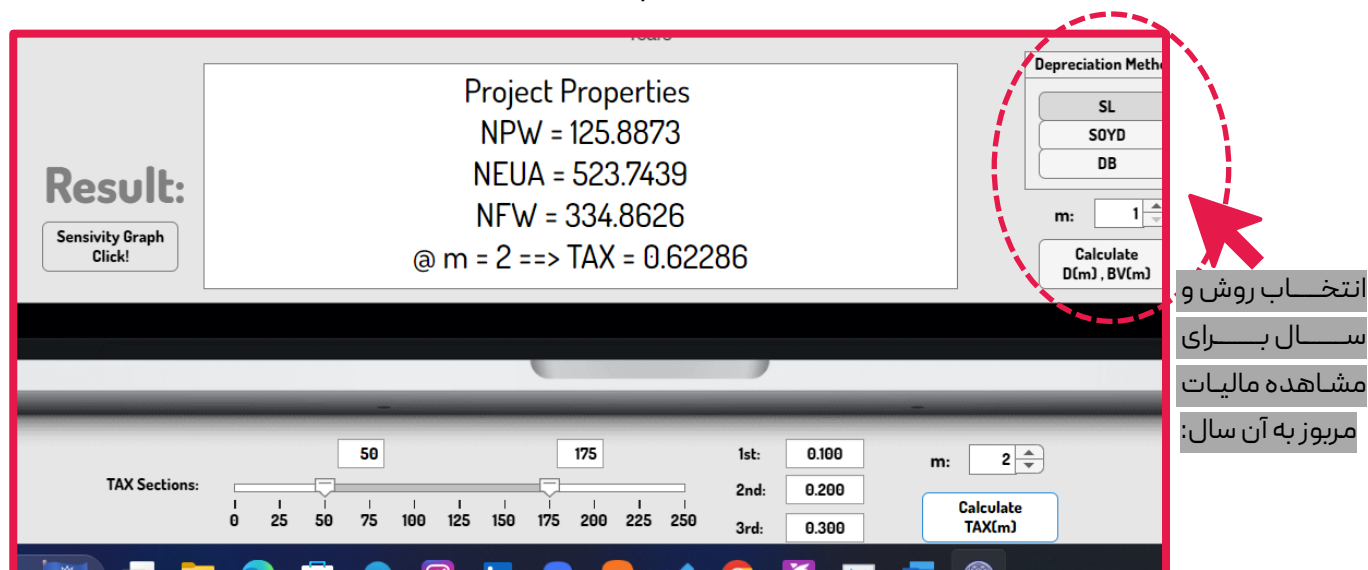 Project Properties
NPW = 125.8873
NEUA = 523.7439
NFW = 334.8626
@ m = 2 ==> TAX = 0.62286
Result:
Sensivity Graph
Click!
Depreciation Meth
SL
SOYD
DB
m: 1
Calculate
D(m) , BV(m)
انتخاب روش و
سال برای
مشاهده مالیات
مربوز به آن سال:
50 175
TAX Sections:
0 25 50 75 100 125 150 175 200 225 250
1st: 0.100
2nd: 0.200
3rd: 0.300
m: 2
Calculate
TAX(m)